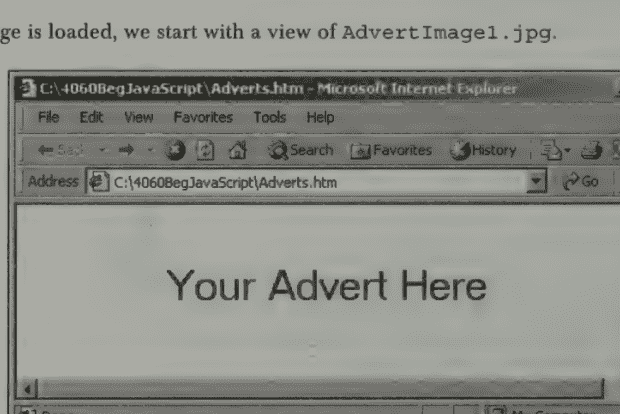 ge is loaded, we start with a view of AdvertImage1.jpg.
C:\4060BegJavaScript\Adverts.htm - Microsoft Internet Explorer
File Edit View Favorites Tools Help
Back Search Favorites History
Address C:\4060BegJavaScript\Adverts.htm Go
Your Advert Here